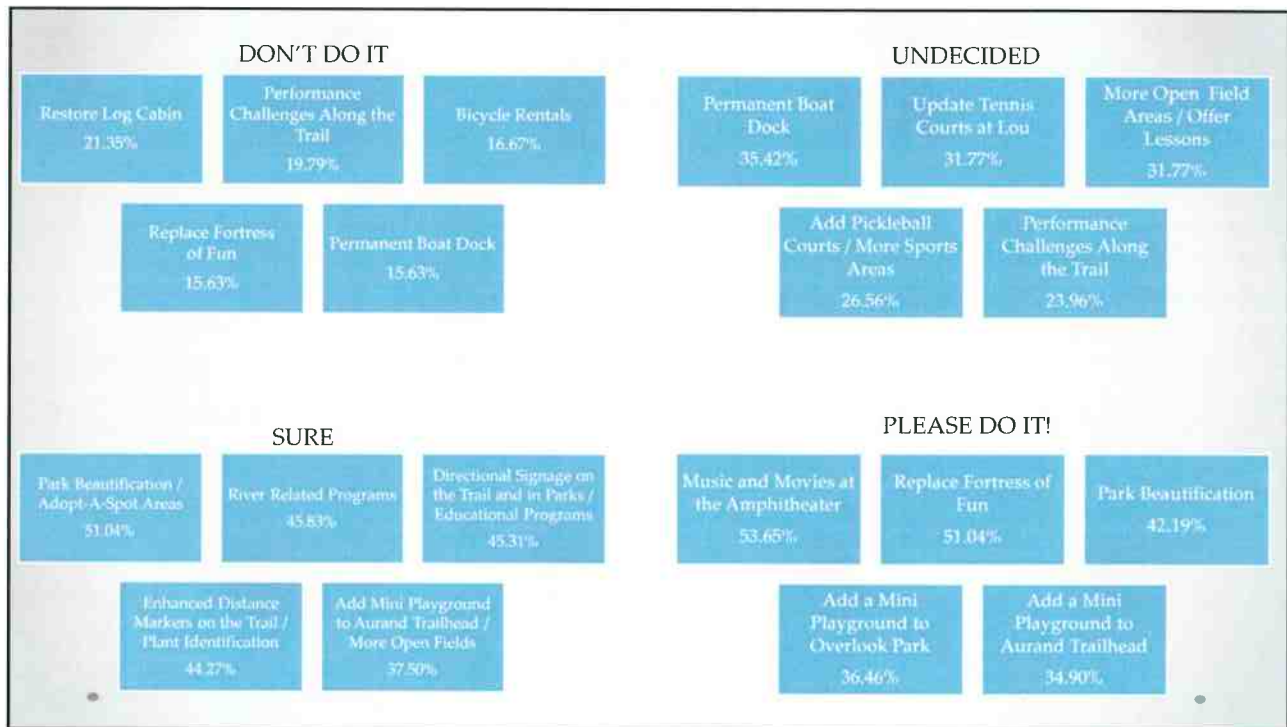 DON'T DO IT
Restore Log Cabin
21.35%
Performance
Challenges Along the
Trail
19.79%
Bicycle Rentals
16.67%
Replace Fortress
of Fun
15.63%
Permanent Boat Dock
15.63%
UNDECIDED
Permanent Boat
Dock
35.42%
Update Tennis
Courts at Lou
31.77%
More Open Field
Areas / Offer
Lessons
31.77%
Add Pickleball
Courts / More Sports
Areas
26.56%
Performance
Challenges Along
the Trail
23.96%
SURE
Park Beautification /
Adopt-A-Spot Areas
51.04%
River Related Programs
45.83%
Directional Signage on
the Trail and in Parks /
Educational Programs
45.31%
Enhanced Distance
Markers on the Trail /
Plant Identification
44.27%
Add Mini Playground
to Aurand Trailhead /
More Open Fields
37.50%
PLEASE DO IT!
Music and Movies at
the Amphitheater
53.65%
Replace Fortress of
Fun
51.04%
Park Beautification
42.19%
Add a Mini
Playground to
Overlook Park
36.46%
Add a Mini
Playground to
Aurand Trailhead
34.90%